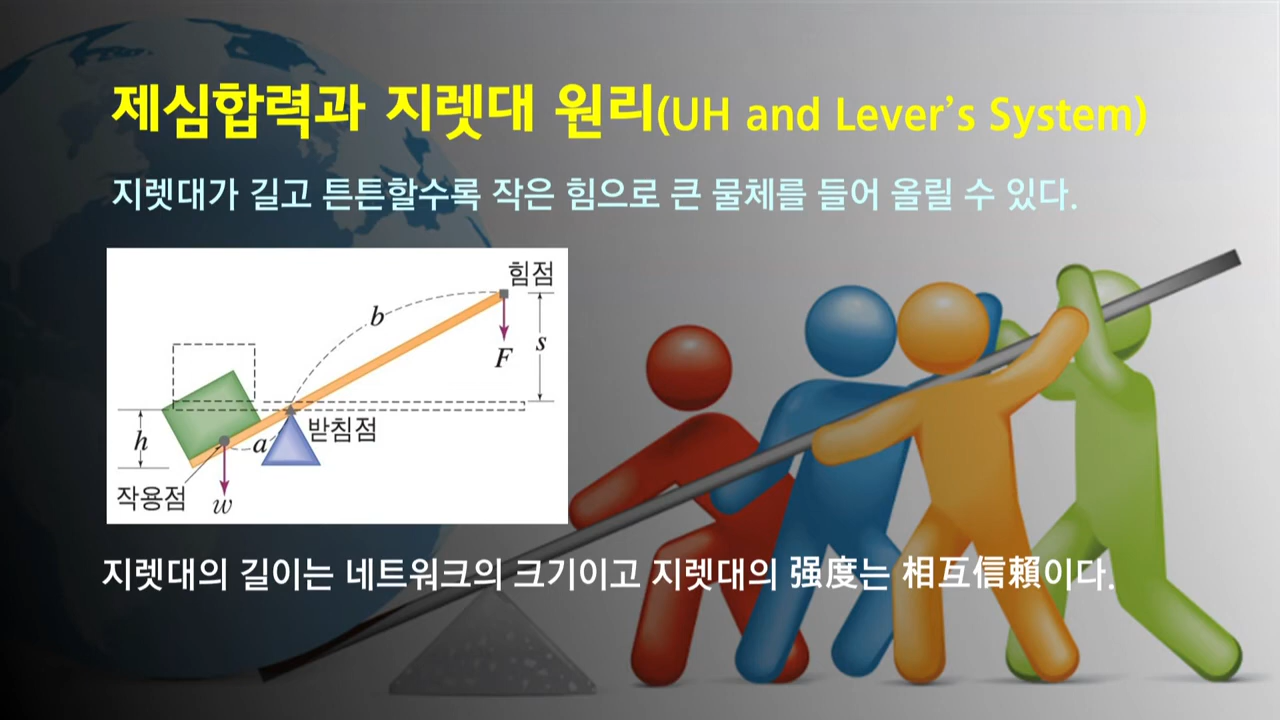 제심합력과 지렛대 원리(UH and Lever’s System)
지렛대가 길고 튼튼할수록 작은 힘으로 큰 물체를 들어 올릴 수 있다.
힘점
b
F
s
h
a
받침점
작용점
w
지렛대의 길이는 네트워크의 크기이고 지렛대의 强度는 相互信賴이다.